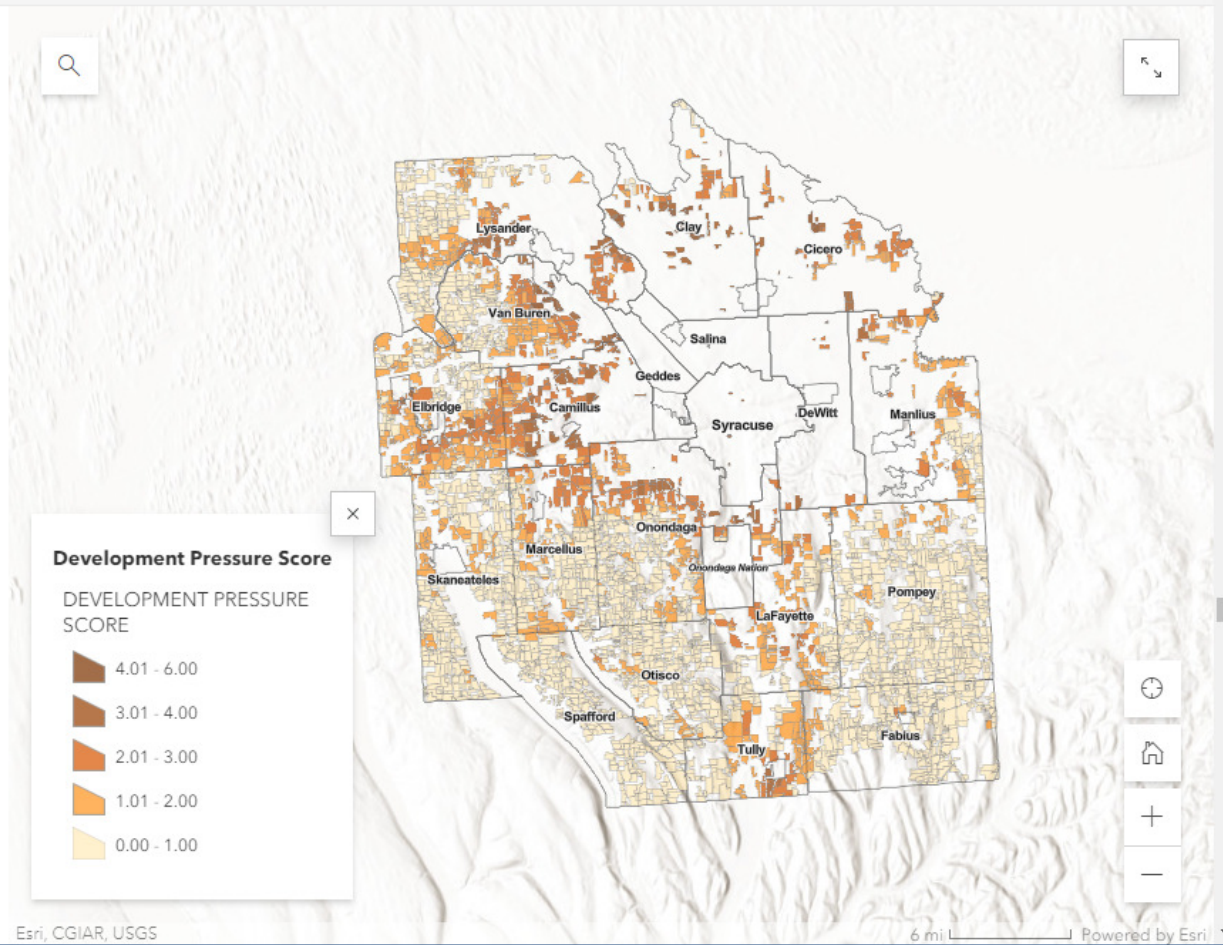 Lysander
Clay
Cicero
Van Buren
Salina
Geddes
Elbridge
Camillus
DeWitt
Manlius
Syracuse
Onondaga
Marcellus
Onondaga Nation
Skaneateles
Pompey
LaFayette
Otisco
Spafford
Fabius
Tully
Development Pressure Score
DEVELOPMENT PRESSURE
SCORE
4.01 - 6.00
3.01 - 4.00
2.01 - 3.00
1.01 - 2.00
0.00 - 1.00
Esri, CGIAR, USGS
6 mi
Powered by Esri